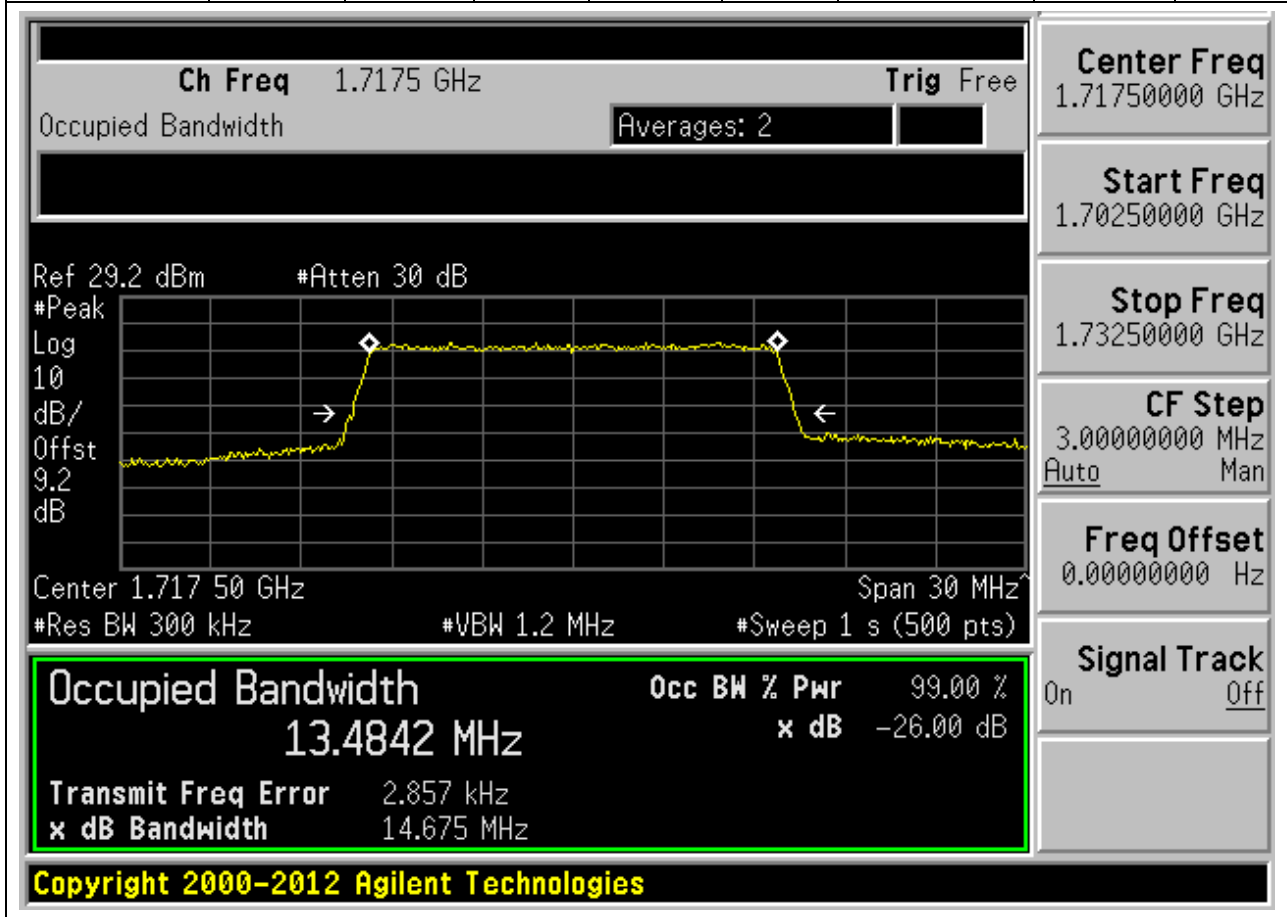 Ch Freq 1.7175 GHz Trig Free
Occupied Bandwidth Averages: 2
Ref 29.2 dBm #Atten 30 dB
#Peak
Log
10
dB/
Offst
9.2
dB
Center 1.717 50 GHz Span 30 MHz^
#Res BW 300 kHz #VBW 1.2 MHz #Sweep 1 s (500 pts)
Occupied Bandwidth Occ BW % Pwr 99.00 %
13.4842 MHz x dB -26.00 dB
Transmit Freq Error 2.857 kHz
x dB Bandwidth 14.675 MHz
Copyright 2000-2012 Agilent Technologies
Center Freq
1.71750000 GHz
Start Freq
1.70250000 GHz
Stop Freq
1.73250000 GHz
CF Step
3.00000000 MHz
Auto Man
Freq Offset
0.00000000 Hz
Signal Track
On Off